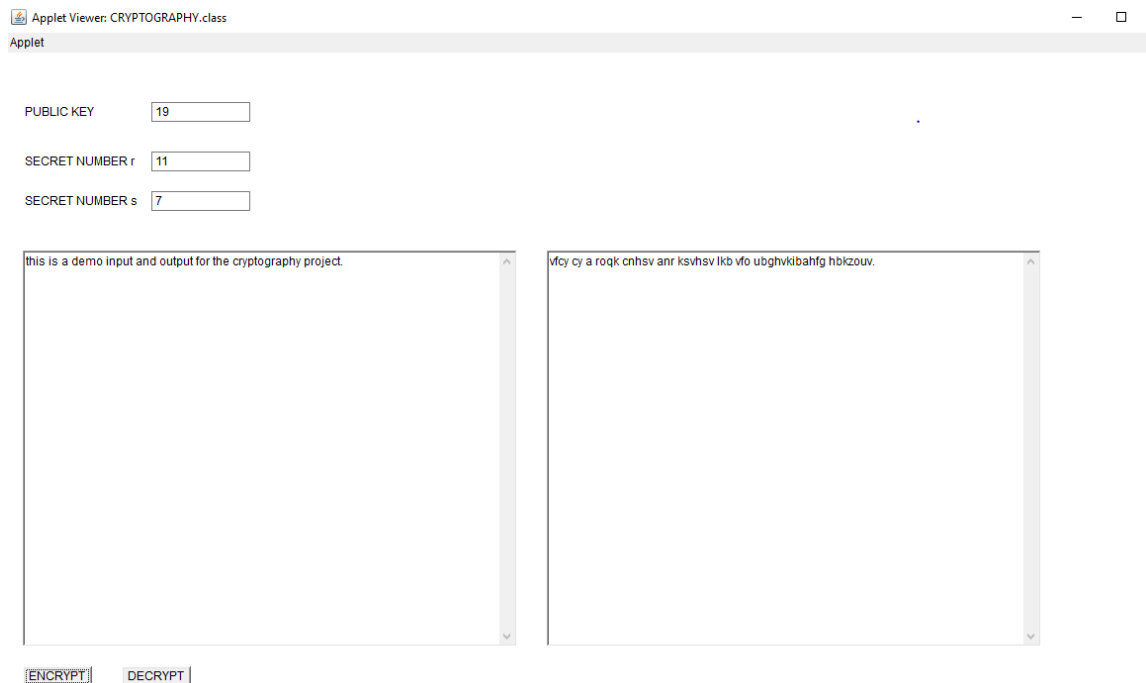 Applet Viewer: CRYPTOGRAPHY.class
Applet
PUBLIC KEY 19
SECRET NUMBER r 11
SECRET NUMBER s 7
this is a demo input and output for the cryptography project.
vfcy cy a roqk cnhsv anr ksvhsv lkb vfo ubghvkibahfg hbkzouv.
ENCRYPT DECRYPT